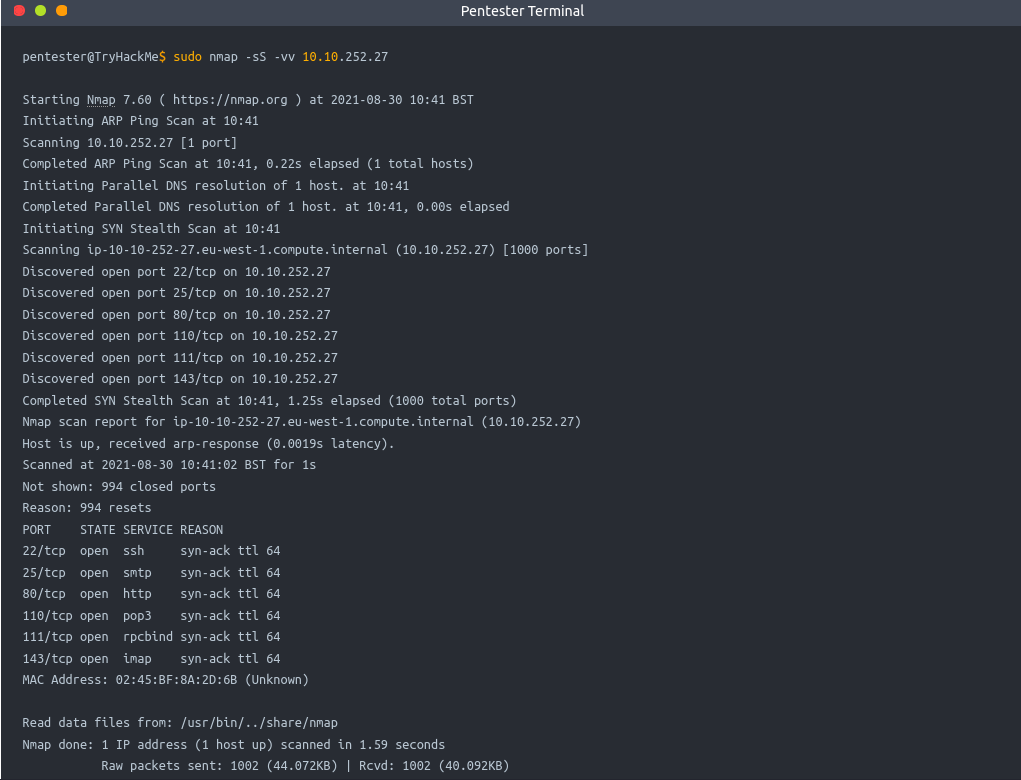 Pentester Terminal
pentester@TryHackMe$ sudo nmap -sS -vv 10.10.252.27
Starting Nmap 7.60 ( https://nmap.org ) at 2021-08-30 10:41 BST
Initiating ARP Ping Scan at 10:41
Scanning 10.10.252.27 [1 port]
Completed ARP Ping Scan at 10:41, 0.22s elapsed (1 total hosts)
Initiating Parallel DNS resolution of 1 host. at 10:41
Completed Parallel DNS resolution of 1 host. at 10:41, 0.00s elapsed
Initiating SYN Stealth Scan at 10:41
Scanning ip-10-10-252-27.eu-west-1.compute.internal (10.10.252.27) [1000 ports]
Discovered open port 22/tcp on 10.10.252.27
Discovered open port 25/tcp on 10.10.252.27
Discovered open port 80/tcp on 10.10.252.27
Discovered open port 110/tcp on 10.10.252.27
Discovered open port 111/tcp on 10.10.252.27
Discovered open port 143/tcp on 10.10.252.27
Completed SYN Stealth Scan at 10:41, 1.25s elapsed (1000 total ports)
Nmap scan report for ip-10-10-252-27.eu-west-1.compute.internal (10.10.252.27)
Host is up, received arp-response (0.0019s latency).
Scanned at 2021-08-30 10:41:02 BST for 1s
Not shown: 994 closed ports
Reason: 994 resets
PORT    STATE SERVICE REASON
22/tcp  open  ssh     syn-ack ttl 64
25/tcp  open  smtp    syn-ack ttl 64
80/tcp  open  http    syn-ack ttl 64
110/tcp open  pop3    syn-ack ttl 64
111/tcp open  rpcbind syn-ack ttl 64
143/tcp open  imap    syn-ack ttl 64
MAC Address: 02:45:BF:8A:2D:6B (Unknown)
Read data files from: /usr/bin/../share/nmap
Nmap done: 1 IP address (1 host up) scanned in 1.59 seconds
           Raw packets sent: 1002 (44.072KB) | Rcvd: 1002 (40.092KB)